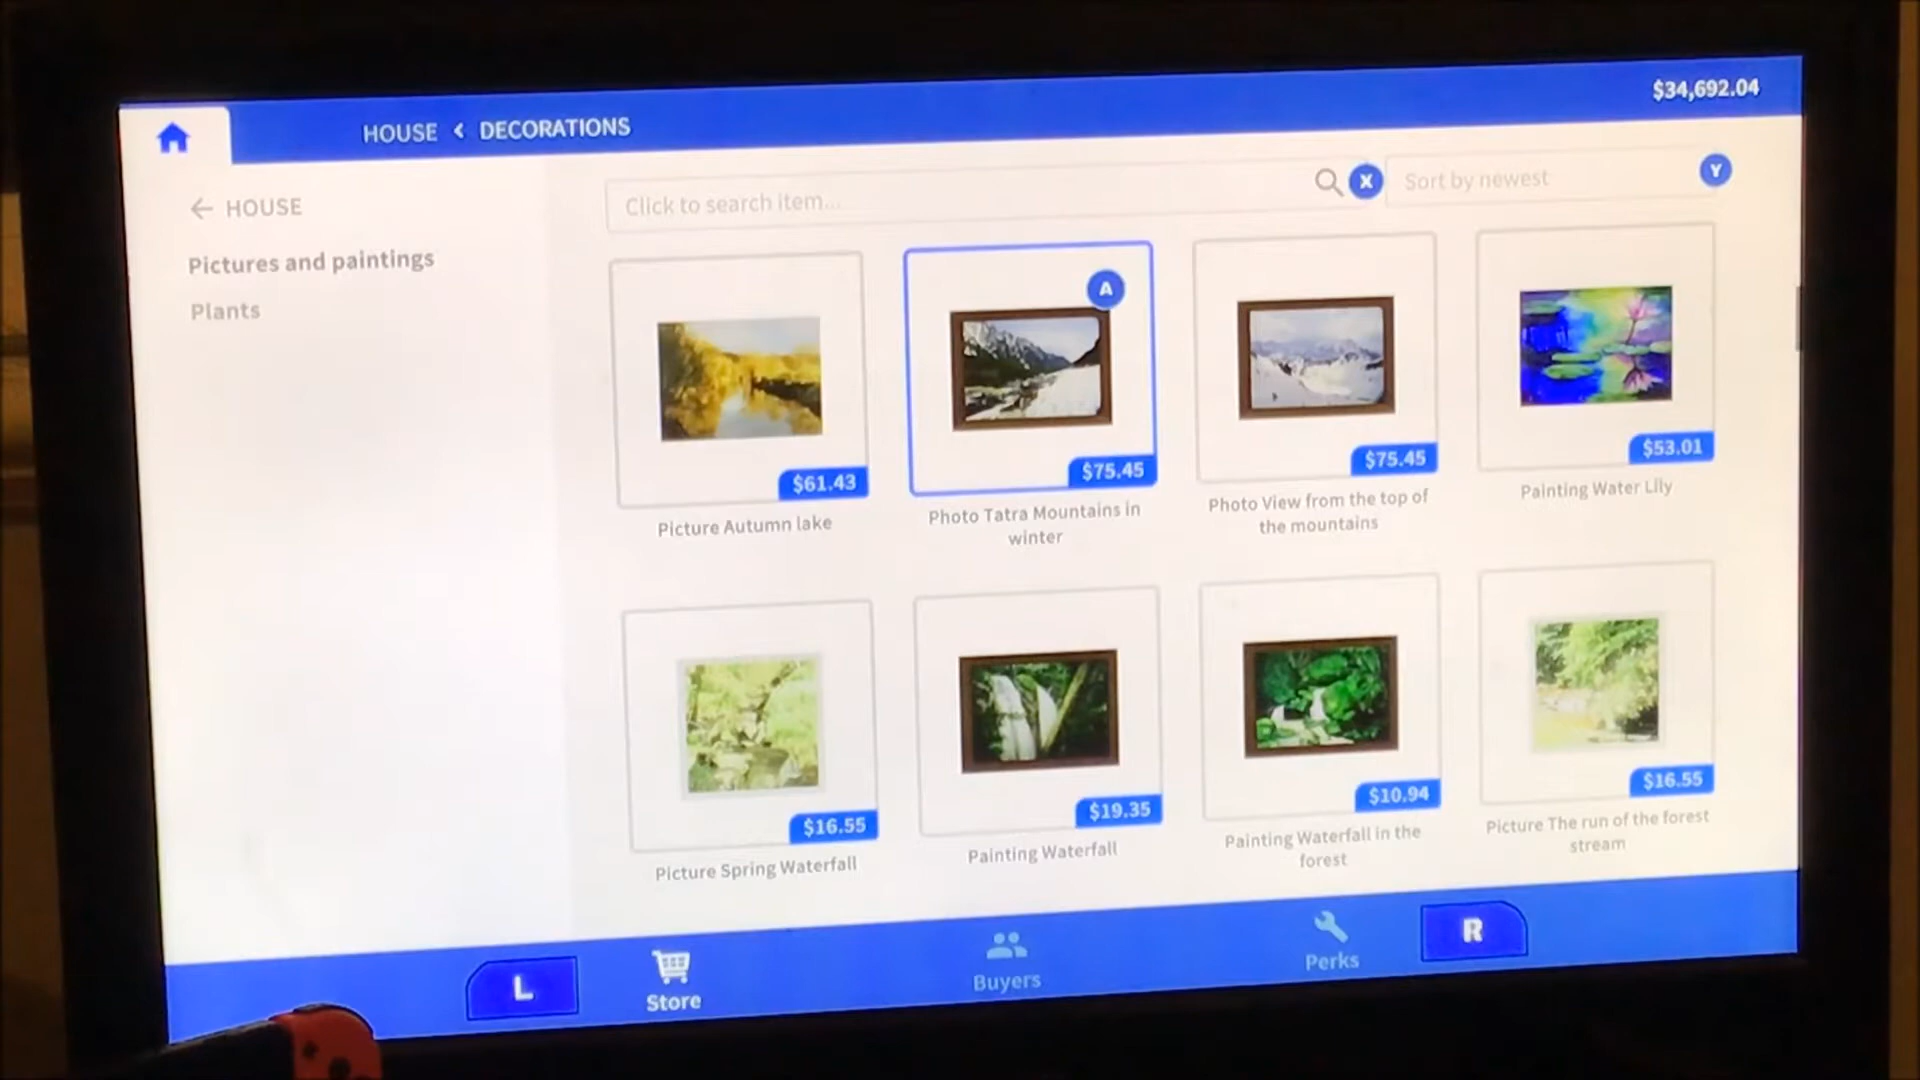 $34,692.04
HOUSE < DECORATIONS
← HOUSE
Pictures and paintings
Plants
Click to search item...
X
Sort by newest
Y
A
$61.43
$75.45
$75.45
$53.01
Picture Autumn lake
Photo Tatra Mountains in
winter
Photo View from the top of
the mountains
Painting Water Lily
$16.55
$19.35
$10.94
$16.55
Picture Spring Waterfall
Painting Waterfall
Painting Waterfall in the
forest
Picture The run of the forest
stream
L
Store
Buyers
Perks
R